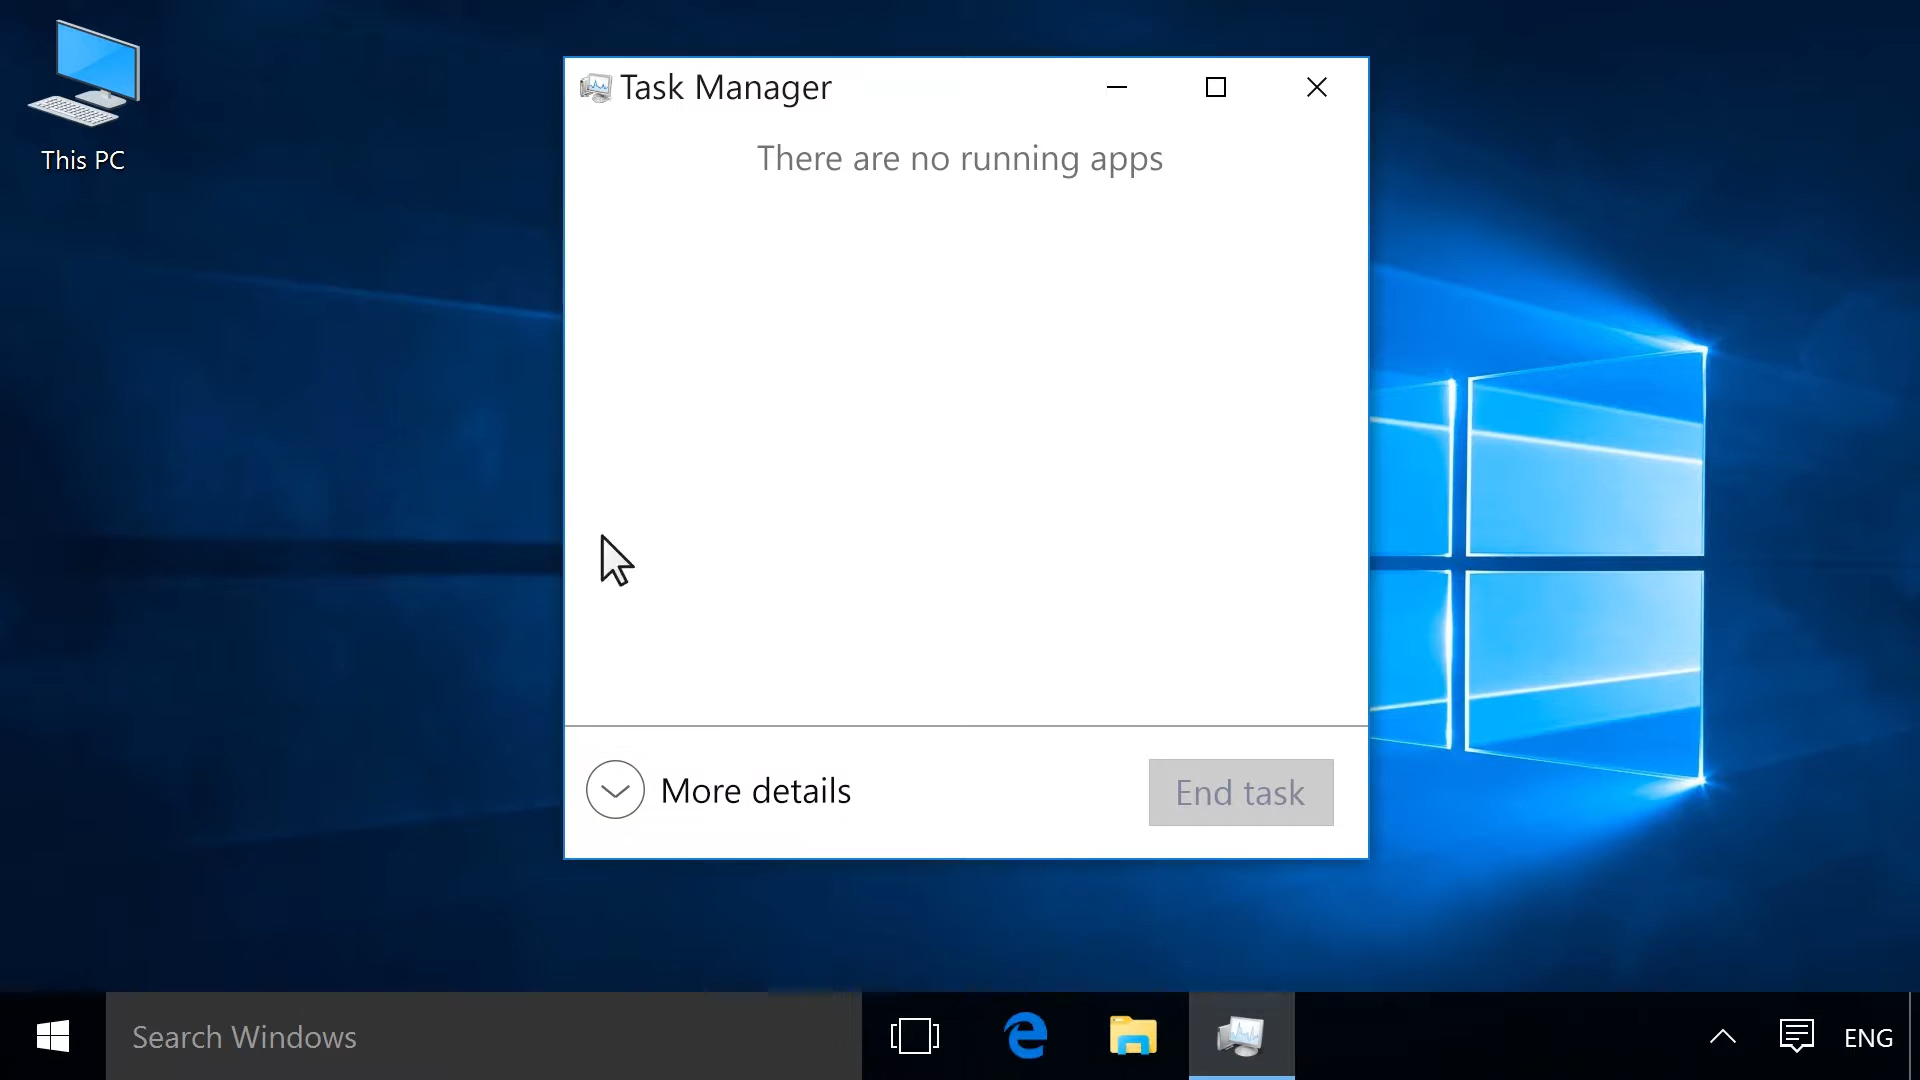 This PC
Task Manager
There are no running apps
More details
End task
Search Windows
ENG